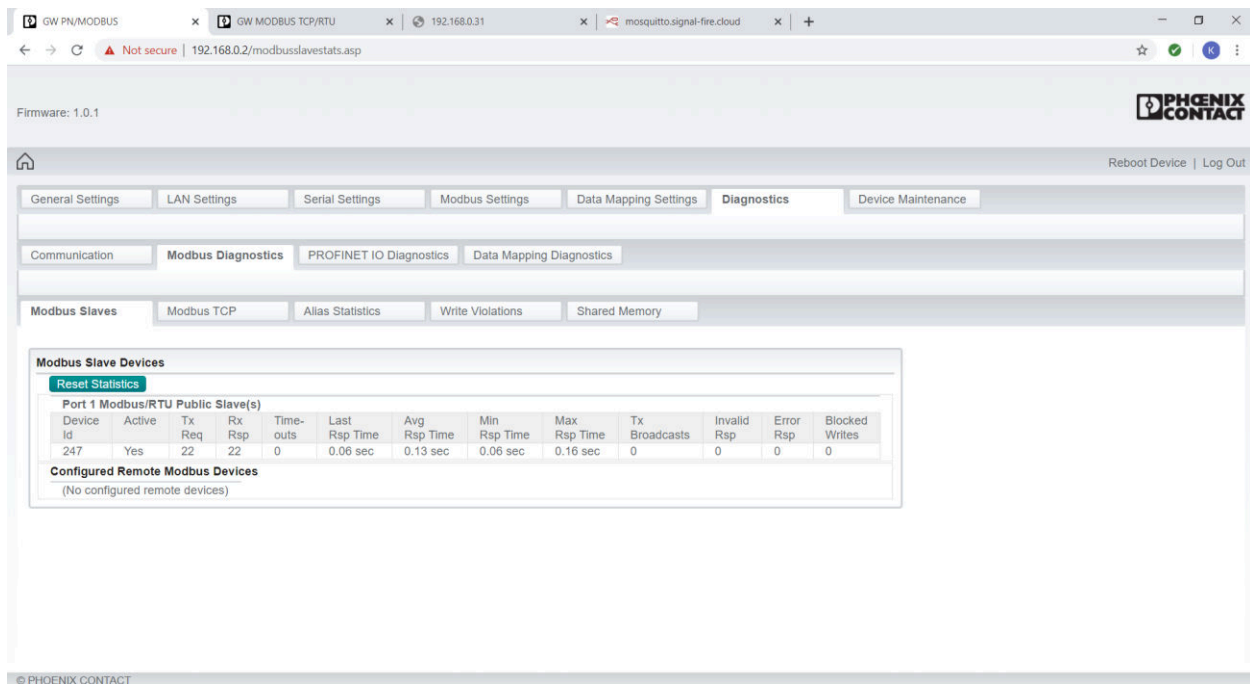 GW PN/MODBUS GW MODBUS TCP/RTU 192.168.0.31 mosquitto.signal-fire.cloud
Not secure | 192.168.0.2/modbusslavestats.asp K
Firmware: 1.0.1
PHŒNIX
CONTACT
Reboot Device | Log Out
General Settings LAN Settings Serial Settings Modbus Settings Data Mapping Settings Diagnostics Device Maintenance
Communication Modbus Diagnostics PROFINET IO Diagnostics Data Mapping Diagnostics
Modbus Slaves Modbus TCP Alias Statistics Write Violations Shared Memory
Modbus Slave Devices
Reset Statistics
Port 1 Modbus/RTU Public Slave(s)
Device Active Tx Rx Time- Last Avg Min Max Tx Invalid Error Blocked
Id Req Rsp outs Rsp Time Rsp Time Rsp Time Rsp Time Broadcasts Rsp Rsp Writes
247 Yes 22 22 0 0.06 sec 0.13 sec 0.06 sec 0.16 sec 0 0 0 0
Configured Remote Modbus Devices
(No configured remote devices)
© PHOENIX CONTACT